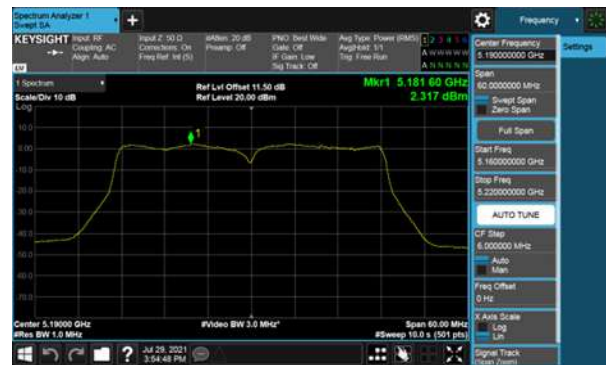 Spectrum Analyzer 1
Swept SA
+
Frequency
KEYSIGHT
Input: RF
Coupling: AC
Align: Auto
Input Z: 50 Ω
Corrections: On
Freq Ref: Int (S)
#Atten: 20 dB
Preamp: Off
PNO: Best Wide
Gate: Off
IF Gain: Low
Sig Track: Off
Avg Type: Power (RMS)
Avg|Hold: 1/1
Trig: Free Run
1 2 3 4 5 6
A W W W W W
A N N N N N
LXI
1 Spectrum
Scale/Div 10 dB
Log
Ref Lvl Offset 11.50 dB
Ref Level 20.00 dBm
Mkr1 5.181 60 GHz
2.317 dBm
1
10.0
0.00
-10.0
-20.0
-30.0
-40.0
-50.0
-60.0
-70.0
Center 5.19000 GHz
#Res BW 1.0 MHz
#Video BW 3.0 MHz*
Span 60.00 MHz
#Sweep 10.0 s (501 pts)
Jul 29, 2021
3:54:48 PM
Center Frequency
5.190000000 GHz
Settings
Span
60.0000000 MHz
Swept Span
Zero Span
Full Span
Start Freq
5.160000000 GHz
Stop Freq
5.220000000 GHz
AUTO TUNE
CF Step
6.000000 MHz
Auto
Man
Freq Offset
0 Hz
X Axis Scale
Log
Lin
Signal Track
(Span Zoom)